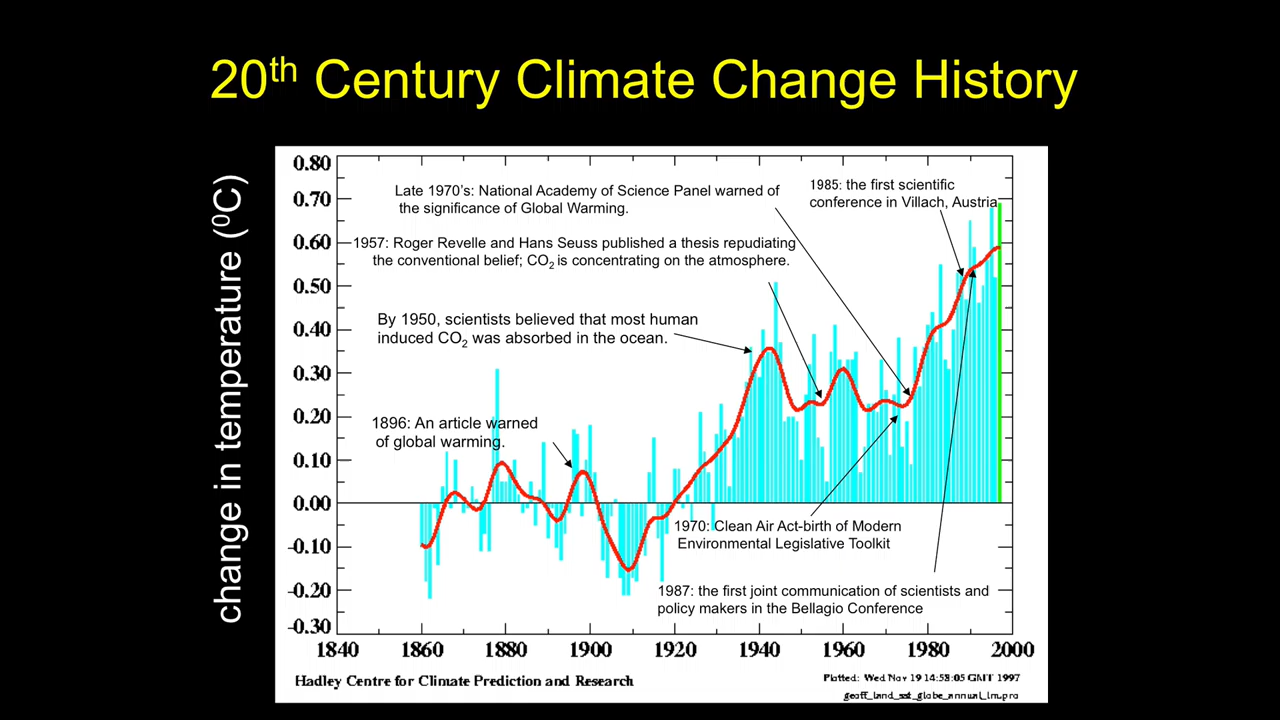 20th Century Climate Change History
change in temperature (⁰C)
0.80
0.70
0.60
0.50
0.40
0.30
0.20
0.10
0.00
-0.10
-0.20
-0.30
Late 1970's: National Academy of Science Panel warned of
the significance of Global Warming.
1985: the first scientific
conference in Villach, Austria
1957: Roger Revelle and Hans Seuss published a thesis repudiating
the conventional belief; CO₂ is concentrating on the atmosphere.
By 1950, scientists believed that most human
induced CO₂ was absorbed in the ocean.
1896: An article warned
of global warming.
1970: Clean Air Act-birth of Modern
Environmental Legislative Toolkit
1987: the first joint communication of scientists and
policy makers in the Bellagio Conference
1840 1860 1880 1900 1920 1940 1960 1980 2000
Hadley Centre for Climate Prediction and Research
Plotted: Wed Nov 19 14:58:05 GMT 1997